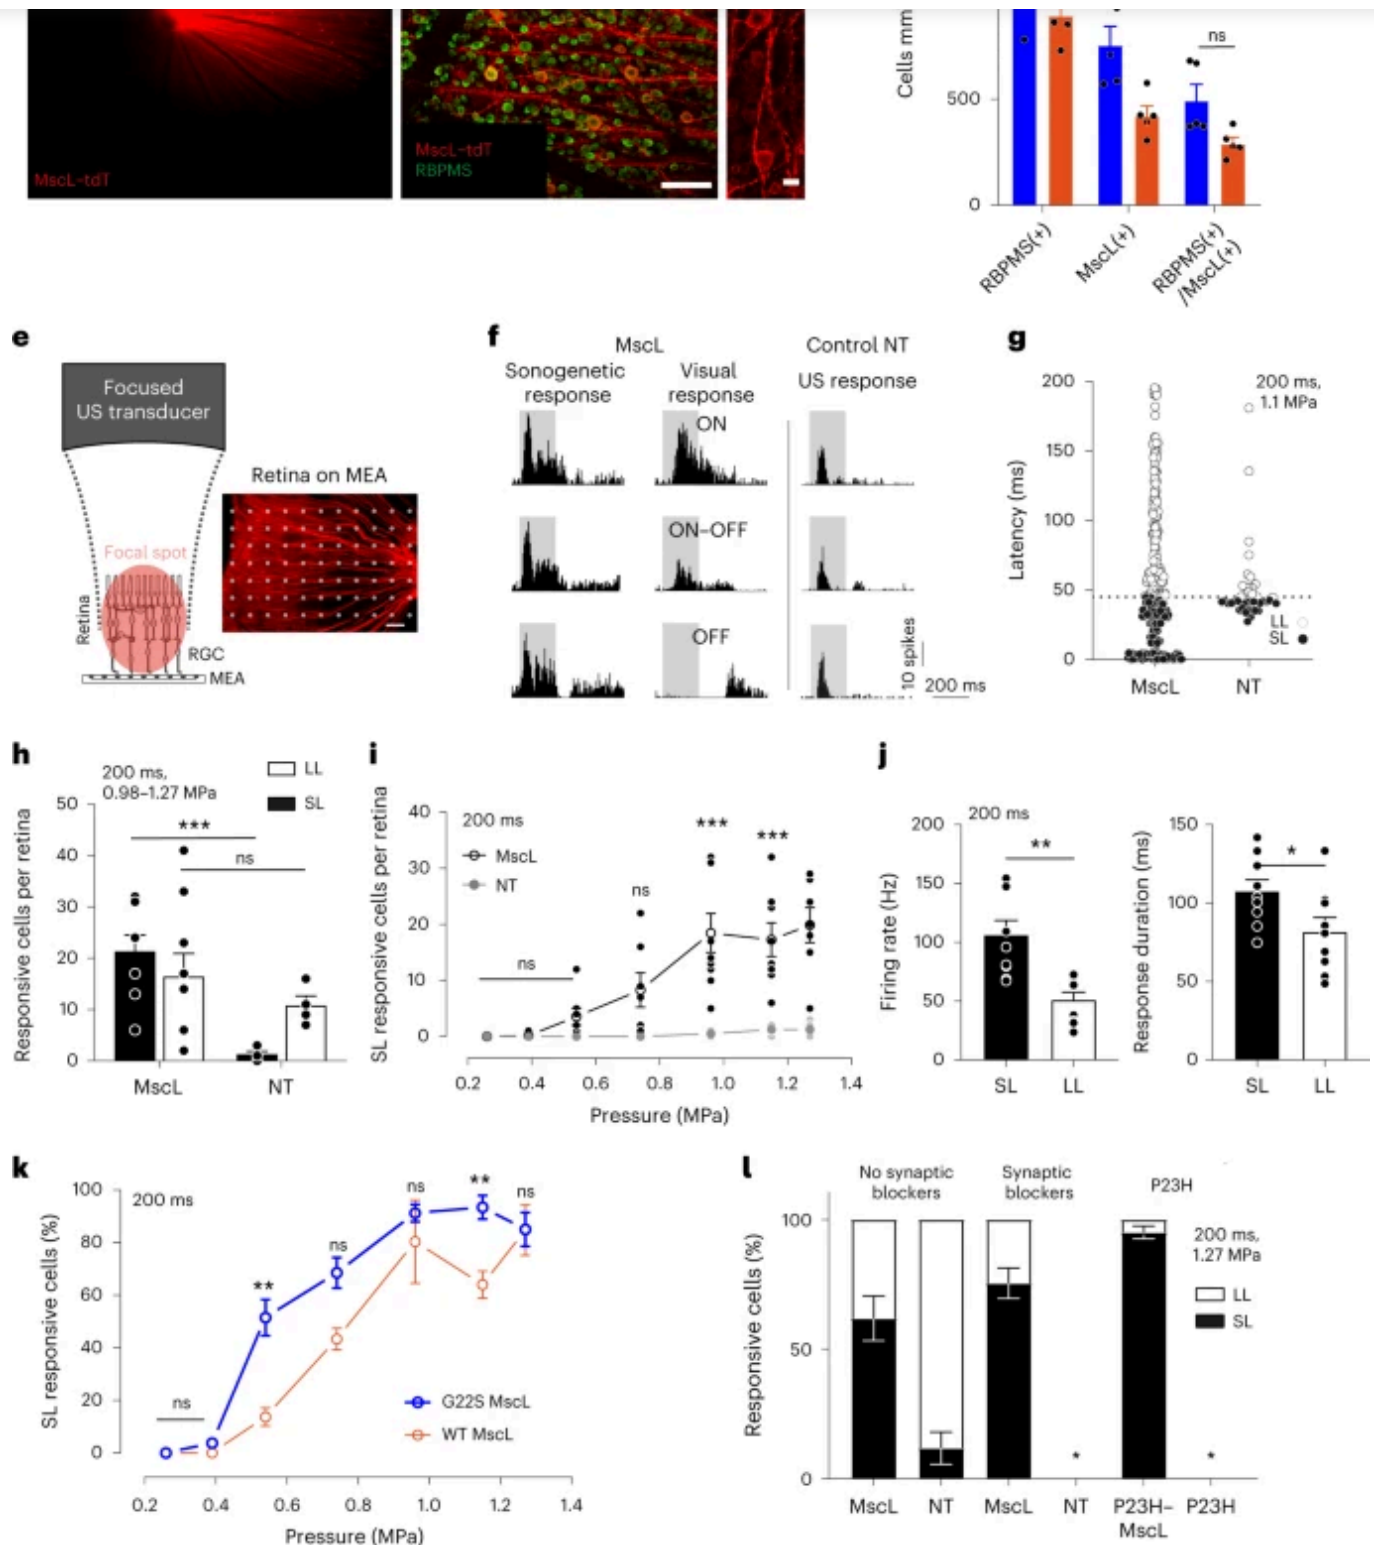 MscL-tdT
MscL-tdT
RBPMS
Cells mm
500
0
ns
RBPMS(+)
MscL(+)
RBPMS(+)
/MscL(+)
e
Focused
US transducer
Retina on MEA
Focal spot
Retina
RGC
MEA
f
MscL
Control NT
Sonogenetic
response
Visual
response
US response
ON
ON–OFF
OFF
10 spikes
200 ms
g
200 ms,
1.1 MPa
Latency (ms)
200
150
100
50
0
LL
SL
MscL
NT
h
200 ms,
0.98–1.27 MPa
LL
SL
Responsive cells per retina
50
40
30
20
10
0
***
ns
MscL
NT
i
200 ms
MscL
NT
SL responsive cells per retina
40
30
20
10
0
ns
ns
***
***
0.2
0.4
0.6
0.8
1.0
1.2
1.4
Pressure (MPa)
j
200 ms
Firing rate (Hz)
200
150
100
50
0
**
SL
LL
Response duration (ms)
150
100
50
0
*
SL
LL
k
200 ms
SL responsive cells (%)
100
80
60
40
20
0
ns
**
ns
ns
**
ns
G22S MscL
WT MscL
0.2
0.4
0.6
0.8
1.0
1.2
1.4
Pressure (MPa)
l
No synaptic
blockers
Synaptic
blockers
P23H
200 ms,
1.27 MPa
LL
SL
Responsive cells (%)
100
50
0
*
*
MscL
NT
MscL
NT
P23H–
MscL
P23H